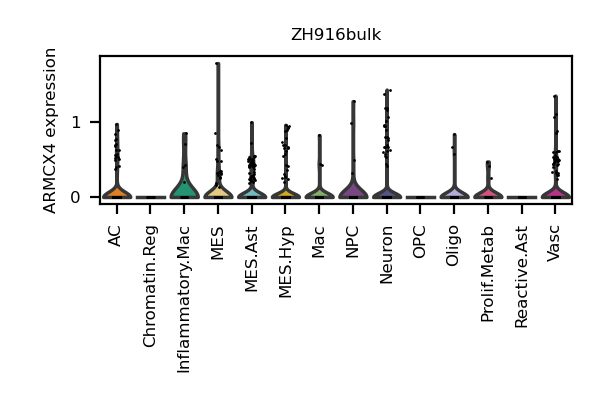 ZH916bulk
ARMCX4 expression
1
0
AC
Chromatin.Reg
Inflammatory.Mac
MES
MES.Ast
MES.Hyp
Mac
NPC
Neuron
OPC
Oligo
Prolif.Metab
Reactive.Ast
Vasc